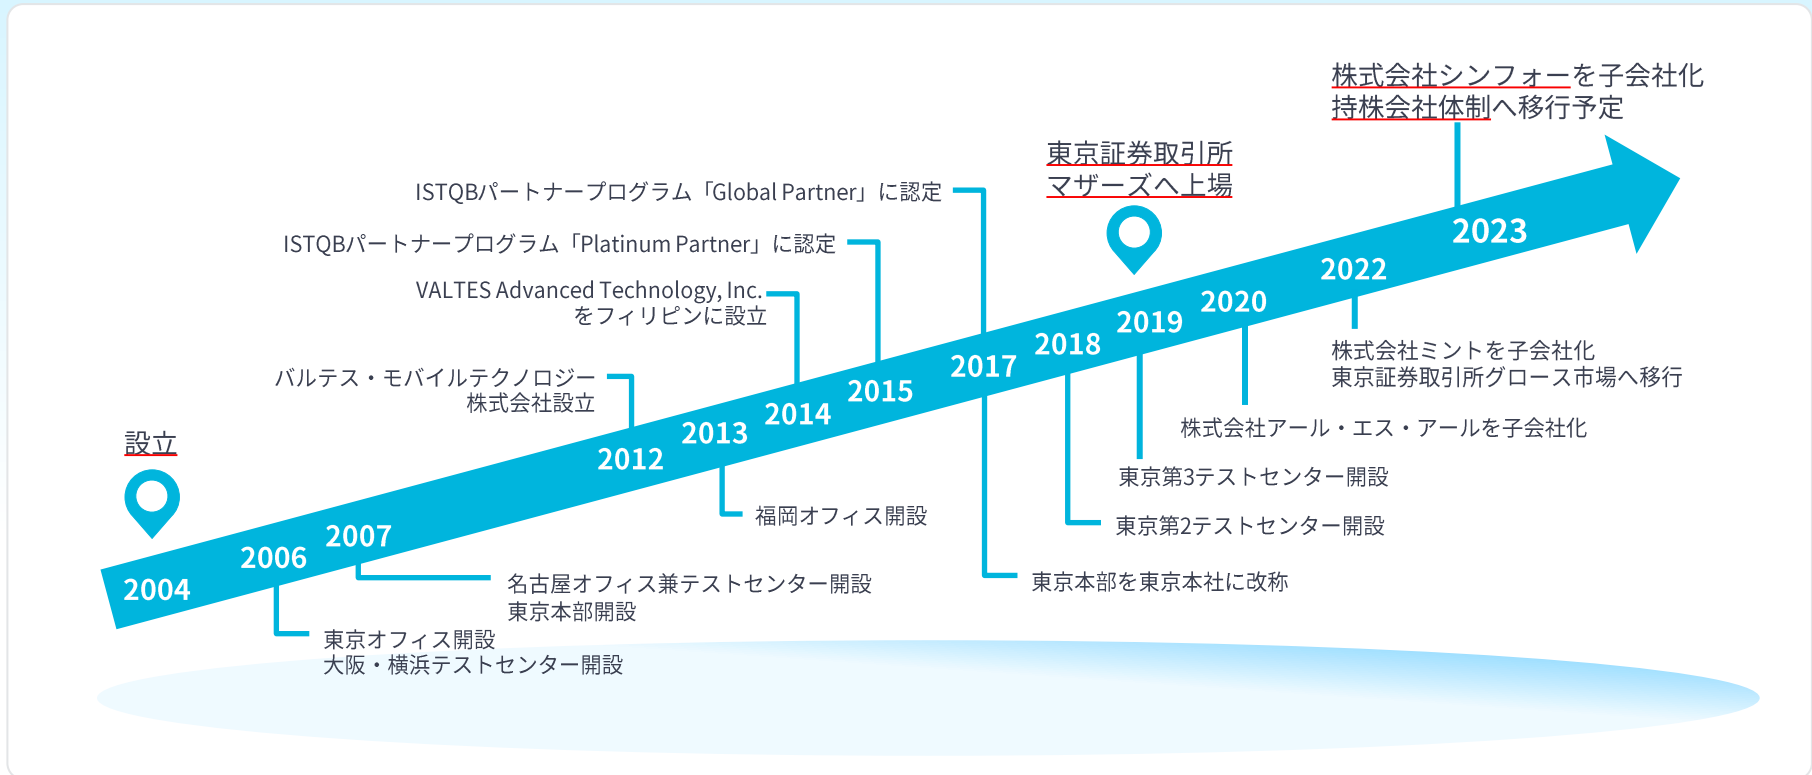 株式会社シンフォーを子会社化
持株会社体制へ移行予定
東京証券取引所
マザーズへ上場
ISTQBパートナープログラム「Global Partner」に認定
ISTQBパートナープログラム「Platinum Partner」に認定
VALTES Advanced Technology, Inc.
をフィリピンに設立
バルテス・モバイルテクノロジー
株式会社設立
設立
2004
2006
2007
2012
2013
2014
2015
2017
2018
2019
2020
2022
2023
株式会社ミントを子会社化
東京証券取引所グロース市場へ移行
株式会社アール・エス・アールを子会社化
東京第3テストセンター開設
東京第2テストセンター開設
福岡オフィス開設
東京本部を東京本社に改称
名古屋オフィス兼テストセンター開設
東京本部開設
東京オフィス開設
大阪・横浜テストセンター開設